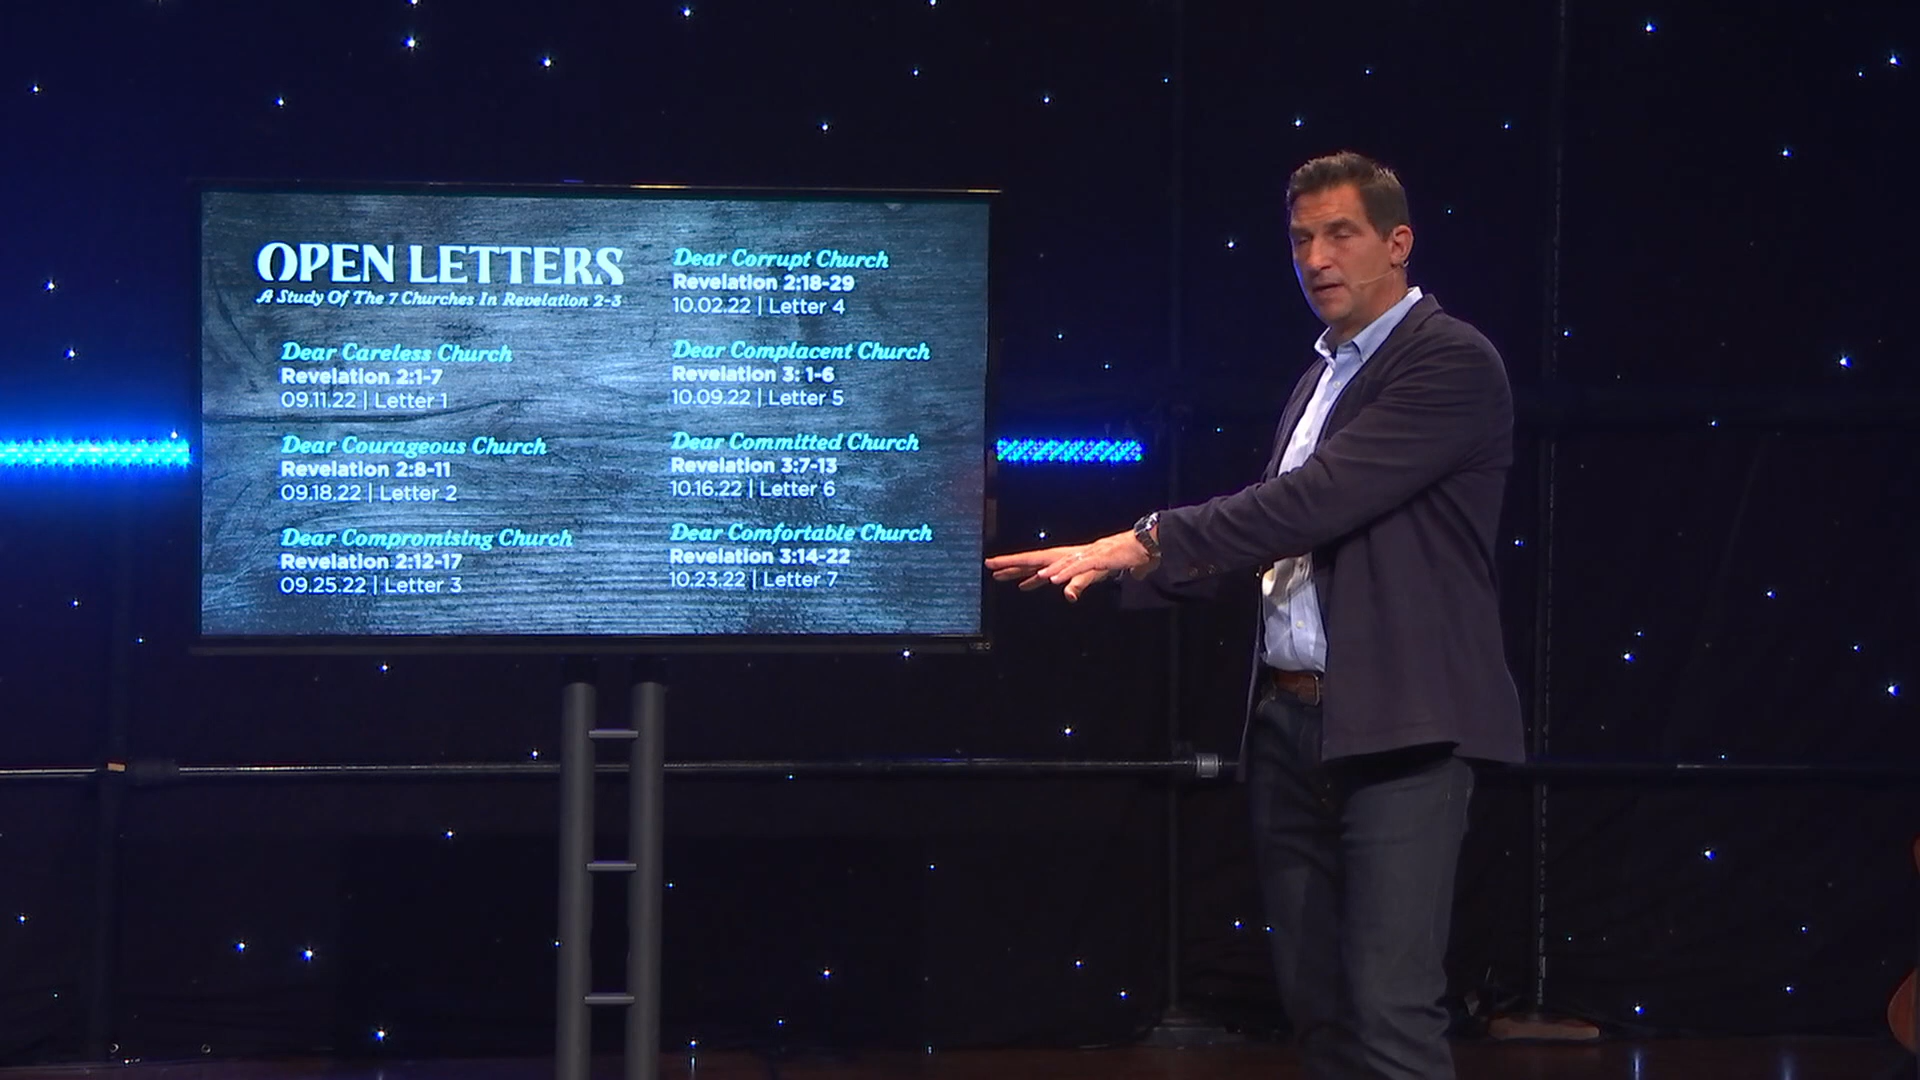 OPEN LETTERS
A Study Of The 7 Churches In Revelation 2-3
Dear Careless Church
Revelation 2:1-7
09.11.22 | Letter 1
Dear Courageous Church
Revelation 2:8-11
09.18.22 | Letter 2
Dear Compromising Church
Revelation 2:12-17
09.25.22 | Letter 3
Dear Corrupt Church
Revelation 2:18-29
10.02.22 | Letter 4
Dear Complacent Church
Revelation 3: 1-6
10.09.22 | Letter 5
Dear Committed Church
Revelation 3:7-13
10.16.22 | Letter 6
Dear Comfortable Church
Revelation 3:14-22
10.23.22 | Letter 7